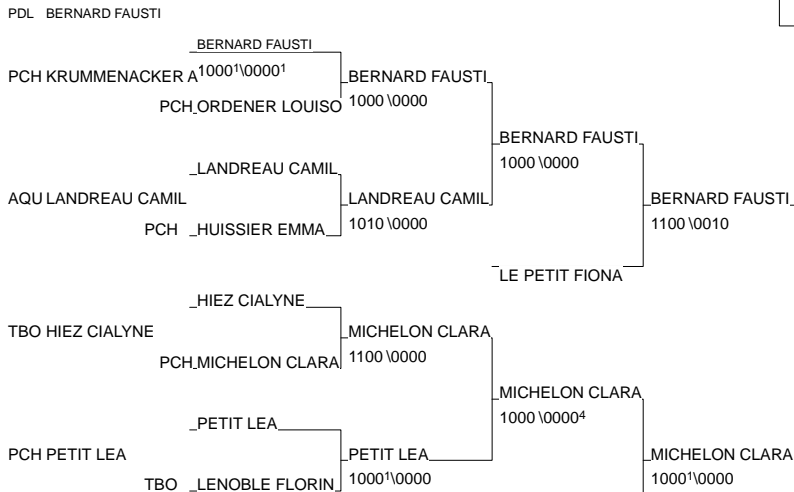 PDL BERNARD FAUSTI
BERNARD FAUSTI
PCH KRUMMENACKER A 1000¹\0000¹ BERNARD FAUSTI
PCH ORDENER LOUISO 1000 \0000
BERNARD FAUSTI
1000 \0000
LANDREAU CAMIL
AQU LANDREAU CAMIL LANDREAU CAMIL BERNARD FAUSTI
PCH HUISSIER EMMA 1010 \0000 1100 \0010
LE PETIT FIONA
HIEZ CIALYNE
TBO HIEZ CIALYNE MICHELON CLARA
PCH MICHELON CLARA 1100 \0000
MICHELON CLARA
1000 \0000⁴
PETIT LEA
PCH PETIT LEA PETIT LEA MICHELON CLARA
TBO LENOBLE FLORIN 1000¹\0000 1000¹\0000